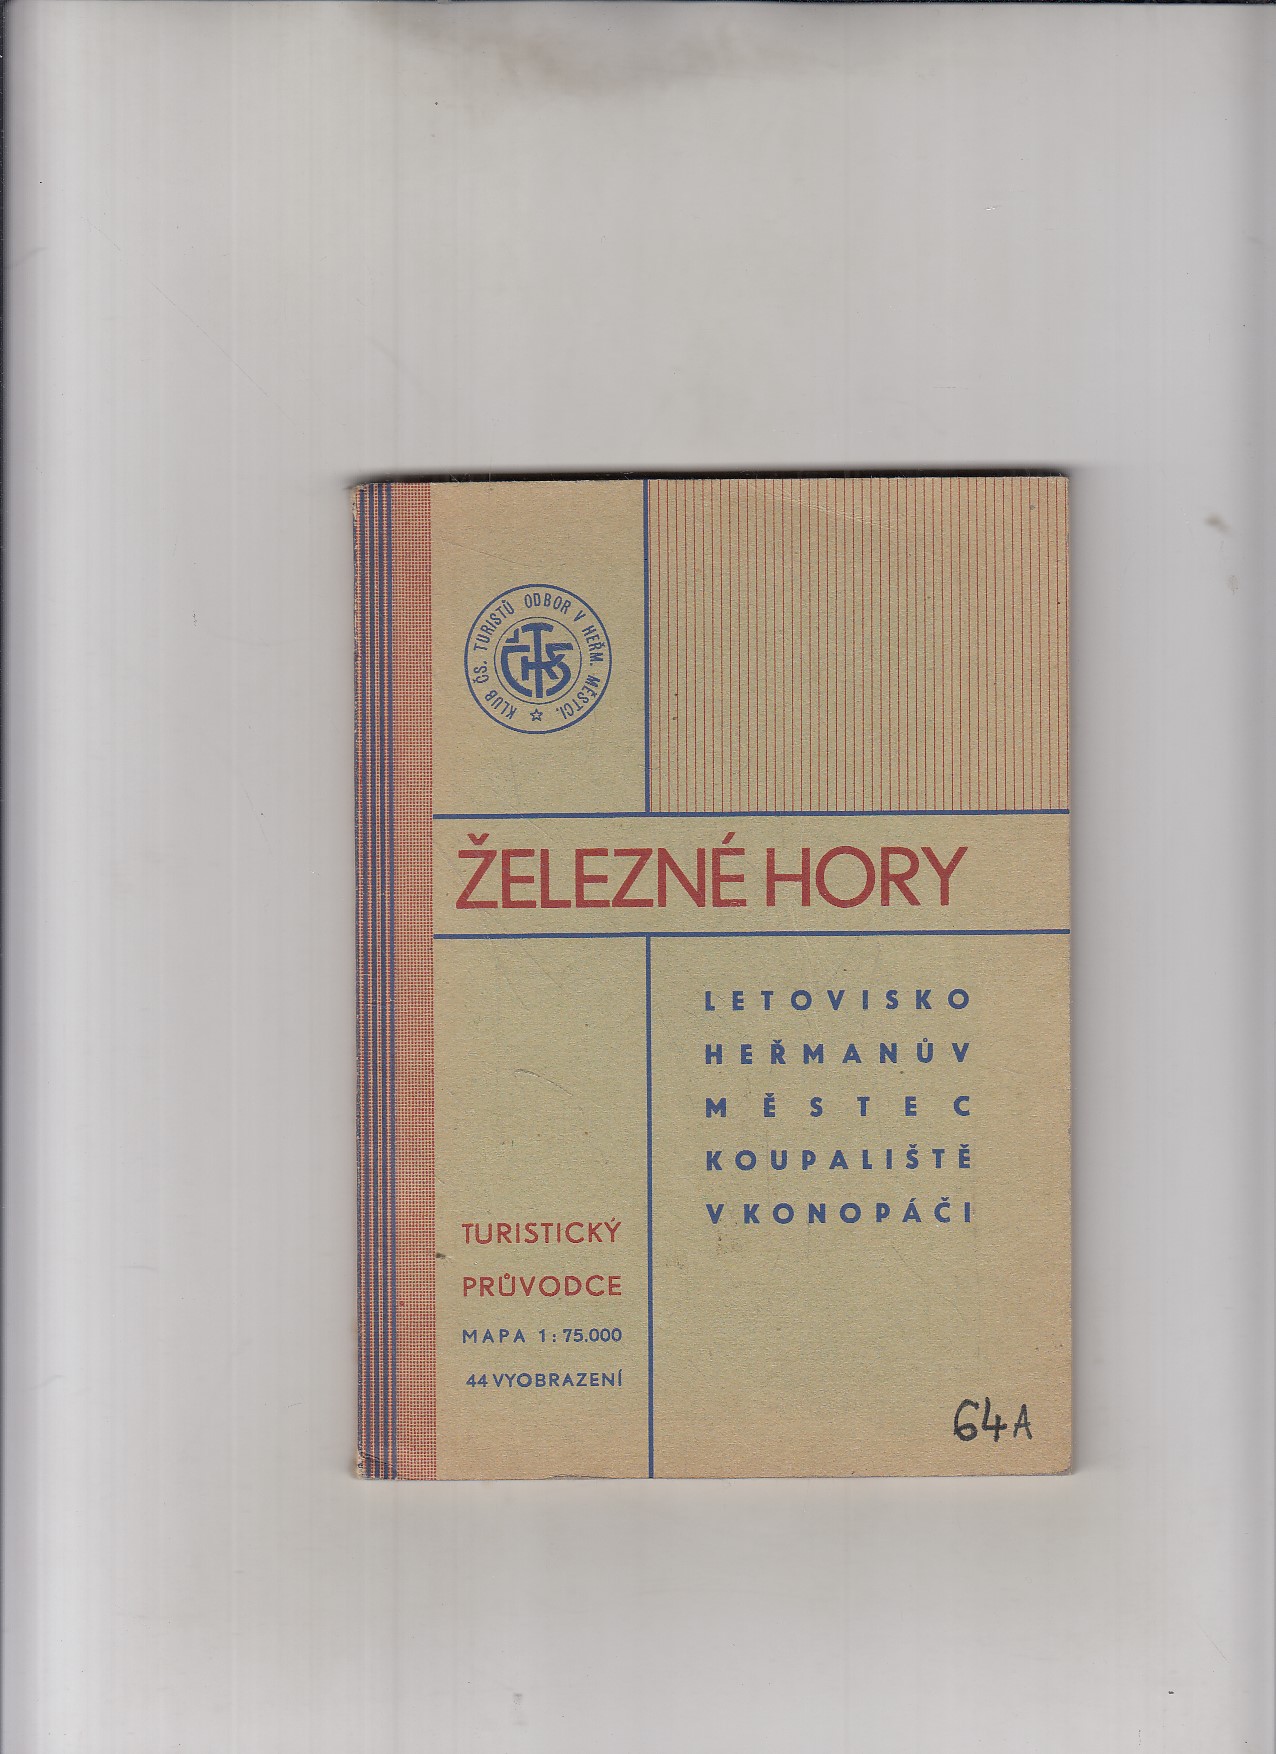 KLUB ČS. TURISTŮ ODBOR V HEŘM. MĚSTCI.
KČST
ŽELEZNÉ HORY
LETOVISKO
HEŘMANŮV
MĚSTEC
KOUPALIŠTĚ
V KONOPÁČI
TURISTICKÝ
PRŮVODCE
MAPA 1:75.000
44 VYOBRAZENÍ
64A